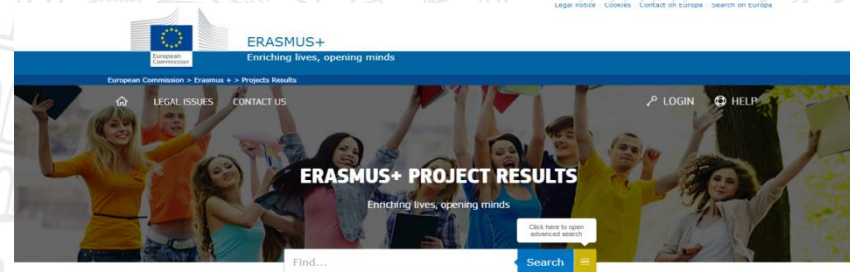 Legal notice Cookies Contact on Europa Search on Europa
European
Commission
ERASMUS+
Enriching lives, opening minds
European Commission > Erasmus + > Projects Results
LEGAL ISSUES CONTACT US LOGIN HELP
ERASMUS+ PROJECT RESULTS
Enriching lives, opening minds
Click here to open
advanced search
Find... Search